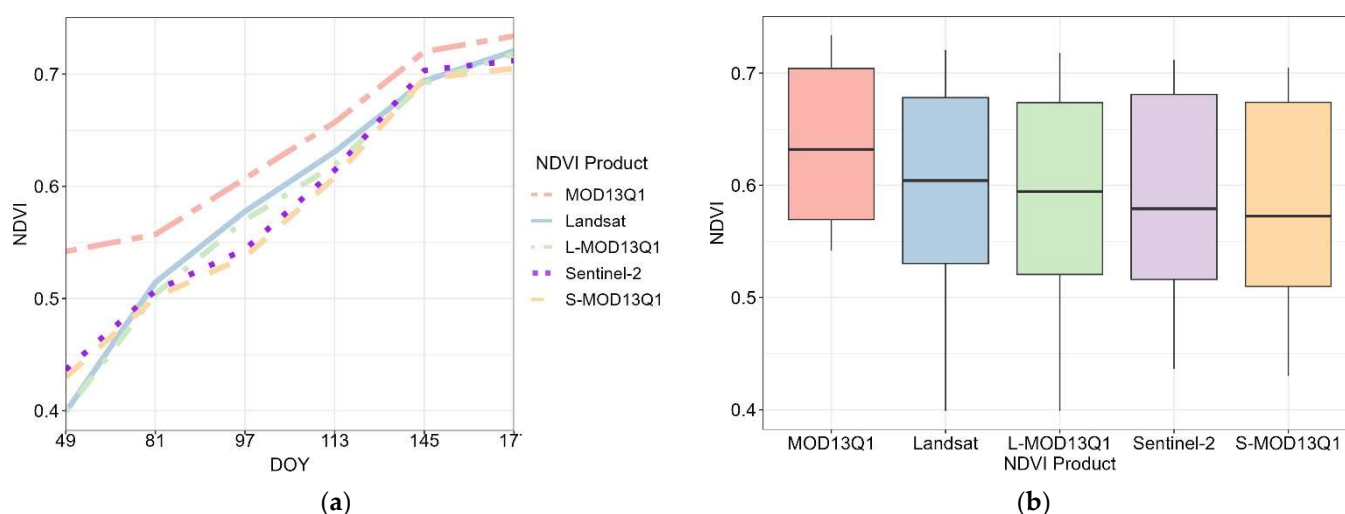 0.7
0.6
0.5
0.4
NDVI
49 81 97 113 145 17
DOY
NDVI Product
MOD13Q1
Landsat
L-MOD13Q1
Sentinel-2
S-MOD13Q1
(a)
0.7
0.6
0.5
0.4
NDVI
MOD13Q1 Landsat L-MOD13Q1 Sentinel-2 S-MOD13Q1
NDVI Product
(b)